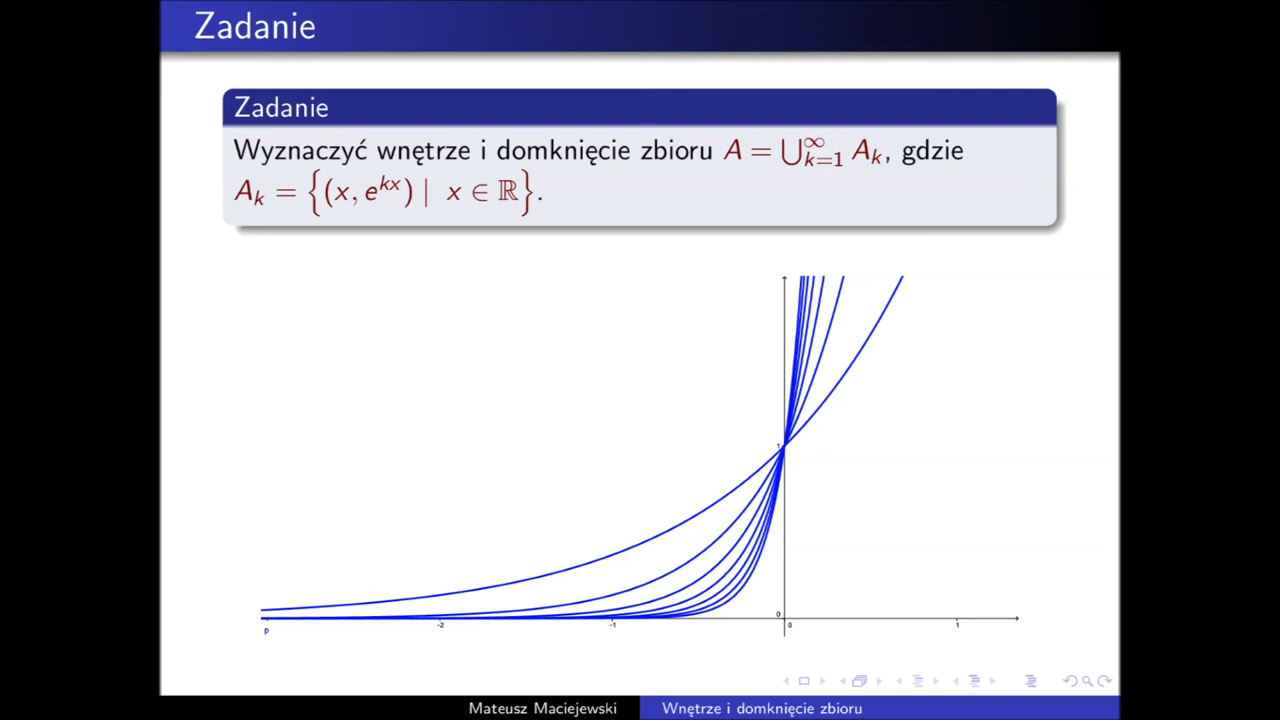 Zadanie
Zadanie
Wyznaczyć wnętrze i domknięcie zbioru A = ⋃_{k=1}^{∞} A_k, gdzie
A_k = {(x, e^{kx}) | x ∈ ℝ}.
1
0
p
-2
-1
0
1
Mateusz Maciejewski
Wnętrze i domknięcie zbioru